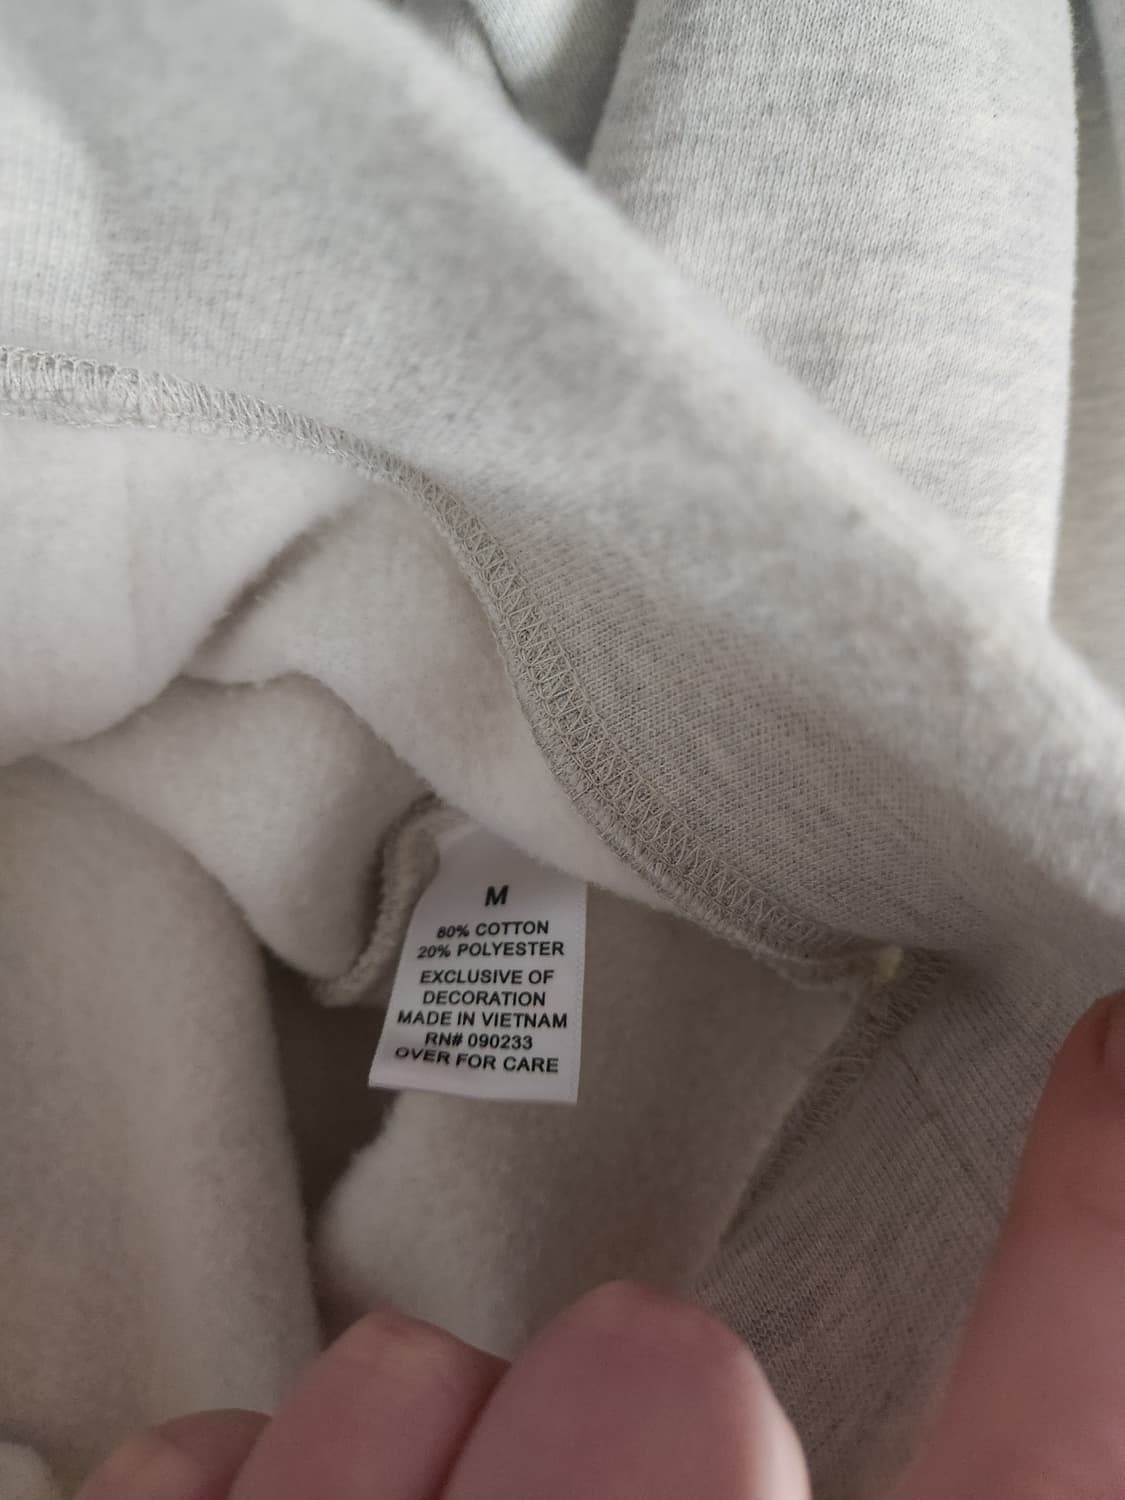 M
80% COTTON
20% POLYESTER
EXCLUSIVE OF
DECORATION
MADE IN VIETNAM
RN# 090233
OVER FOR CARE